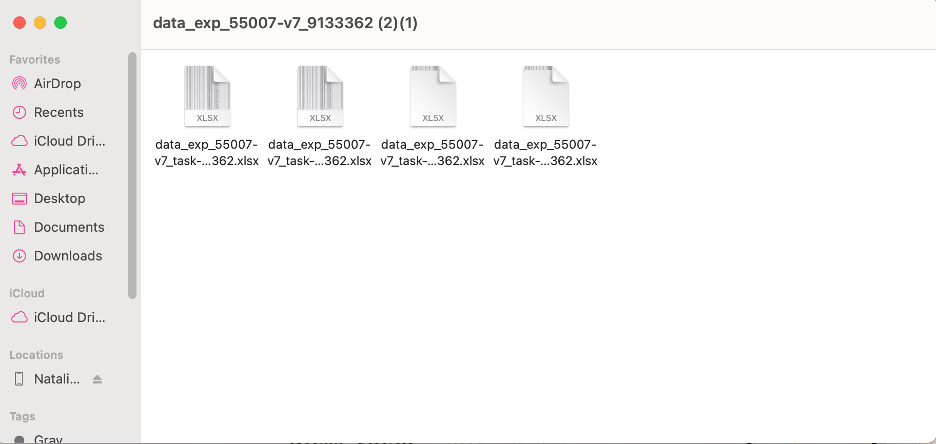 data_exp_55007-v7_9133362 (2)(1)
Favorites
AirDrop
Recents
iCloud Dri...
Applicati...
Desktop
Documents
Downloads
iCloud
iCloud Dri...
Locations
Natali...
Tags
Gray
XLSX
data_exp_55007-
v7_task-...362.xlsx
XLSX
data_exp_55007-
v7_task-...362.xlsx
XLSX
data_exp_55007-
v7_task-...362.xlsx
XLSX
data_exp_55007-
v7_task-...362.xlsx